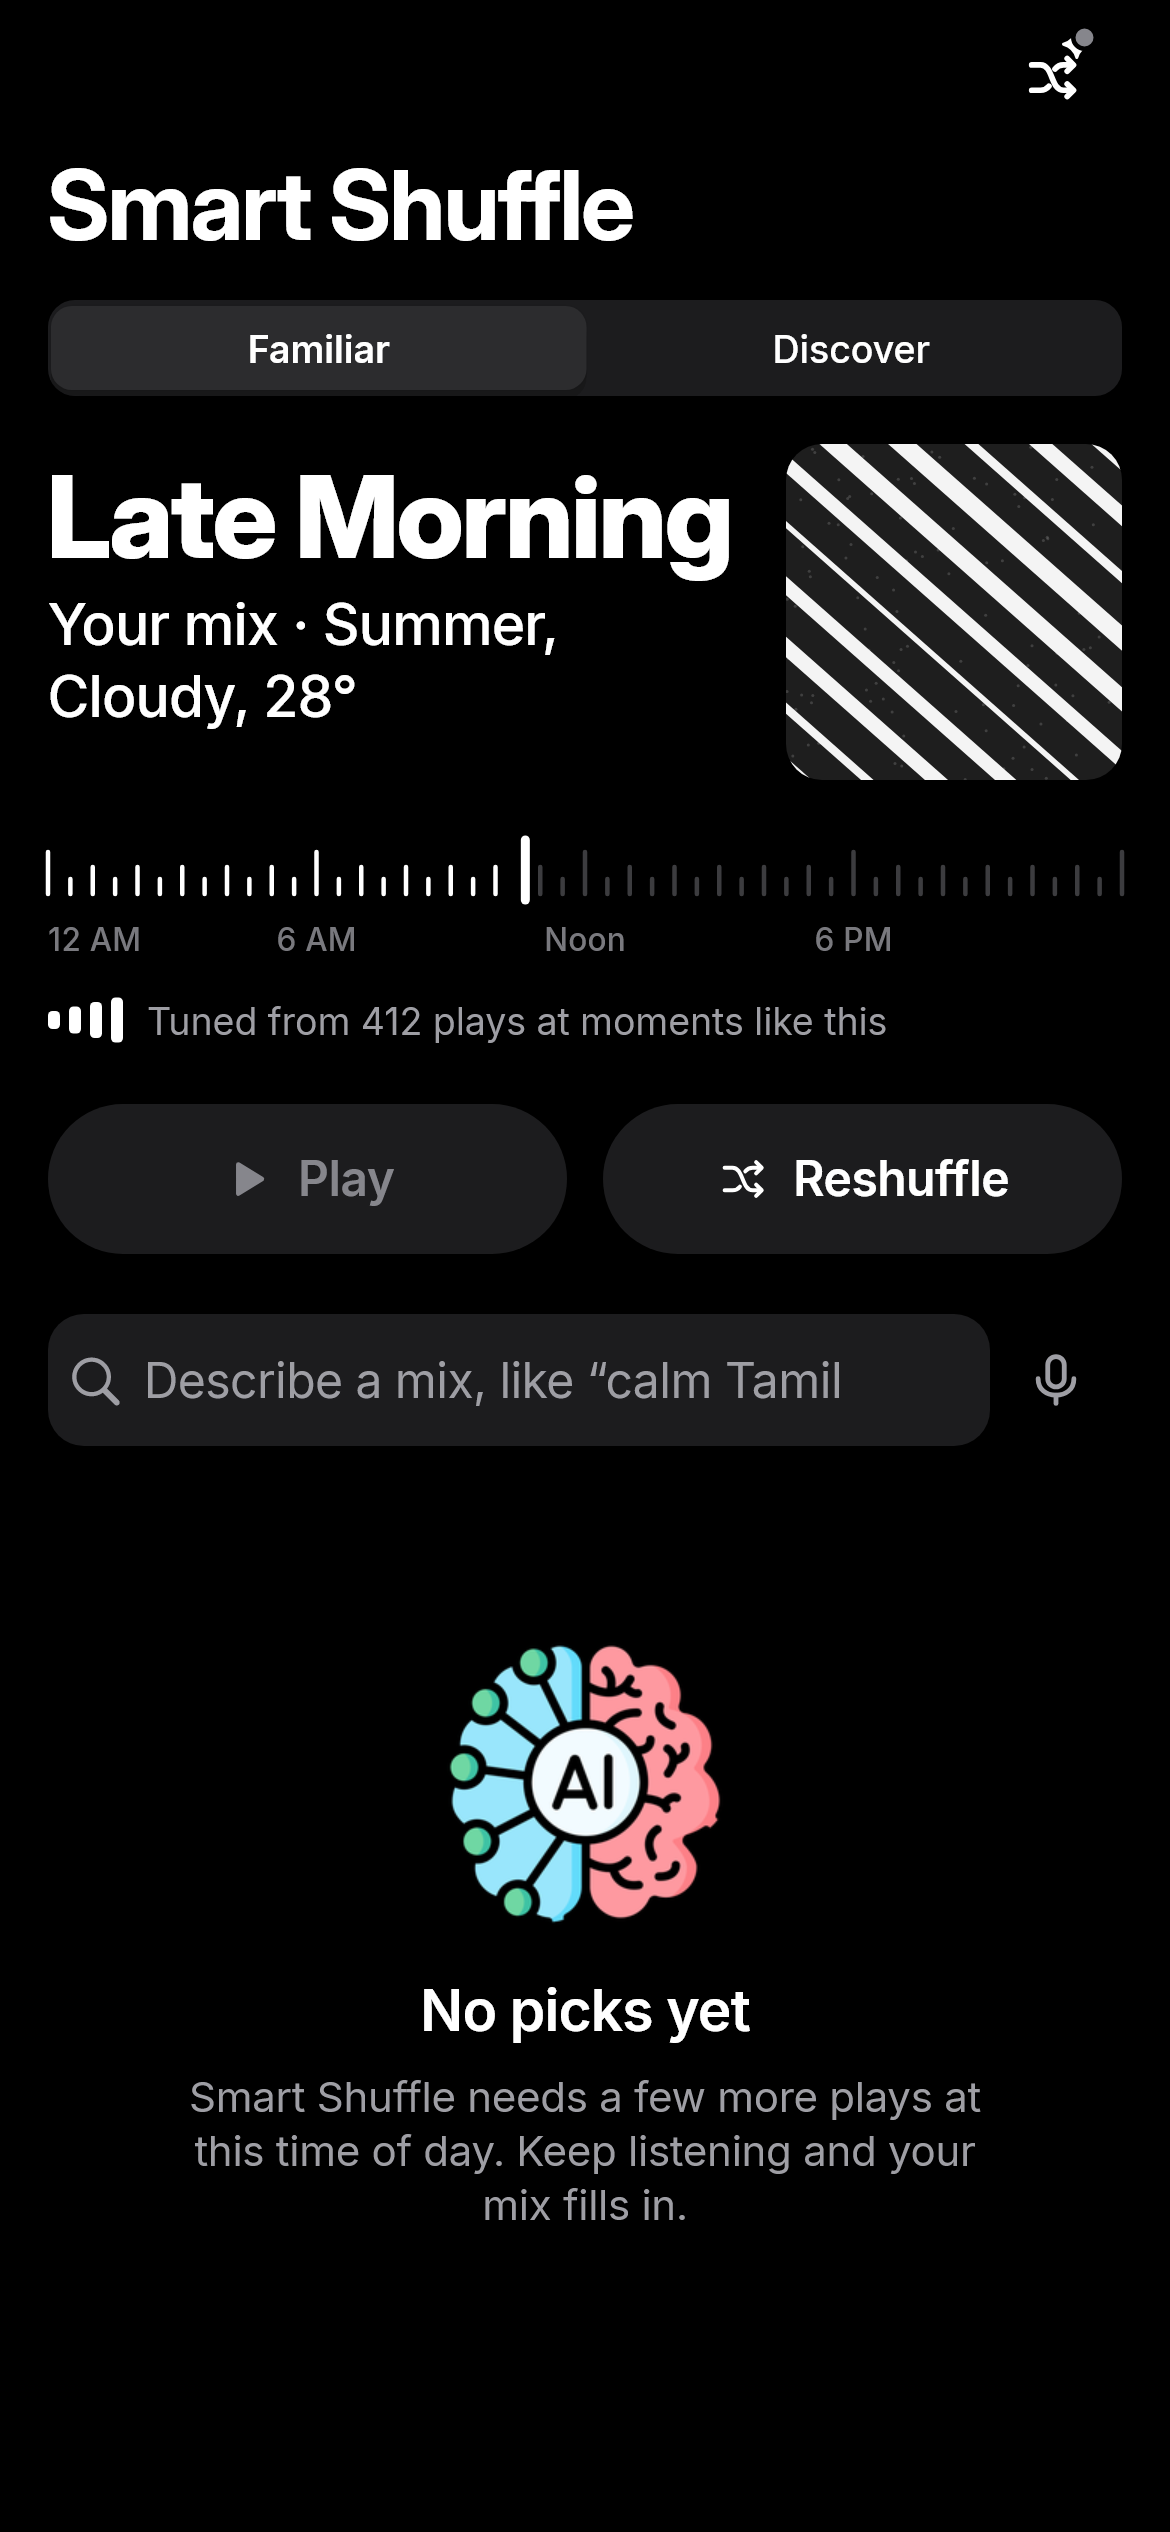 Smart Shuffle
Familiar
Discover
Late Morning
Your mix · Summer,
Cloudy, 28°
12 AM
6 AM
Noon
6 PM
Tuned from 412 plays at moments like this
Play
Reshuffle
Describe a mix, like “calm Tamil
AI
No picks yet
Smart Shuffle needs a few more plays at
this time of day. Keep listening and your
mix fills in.